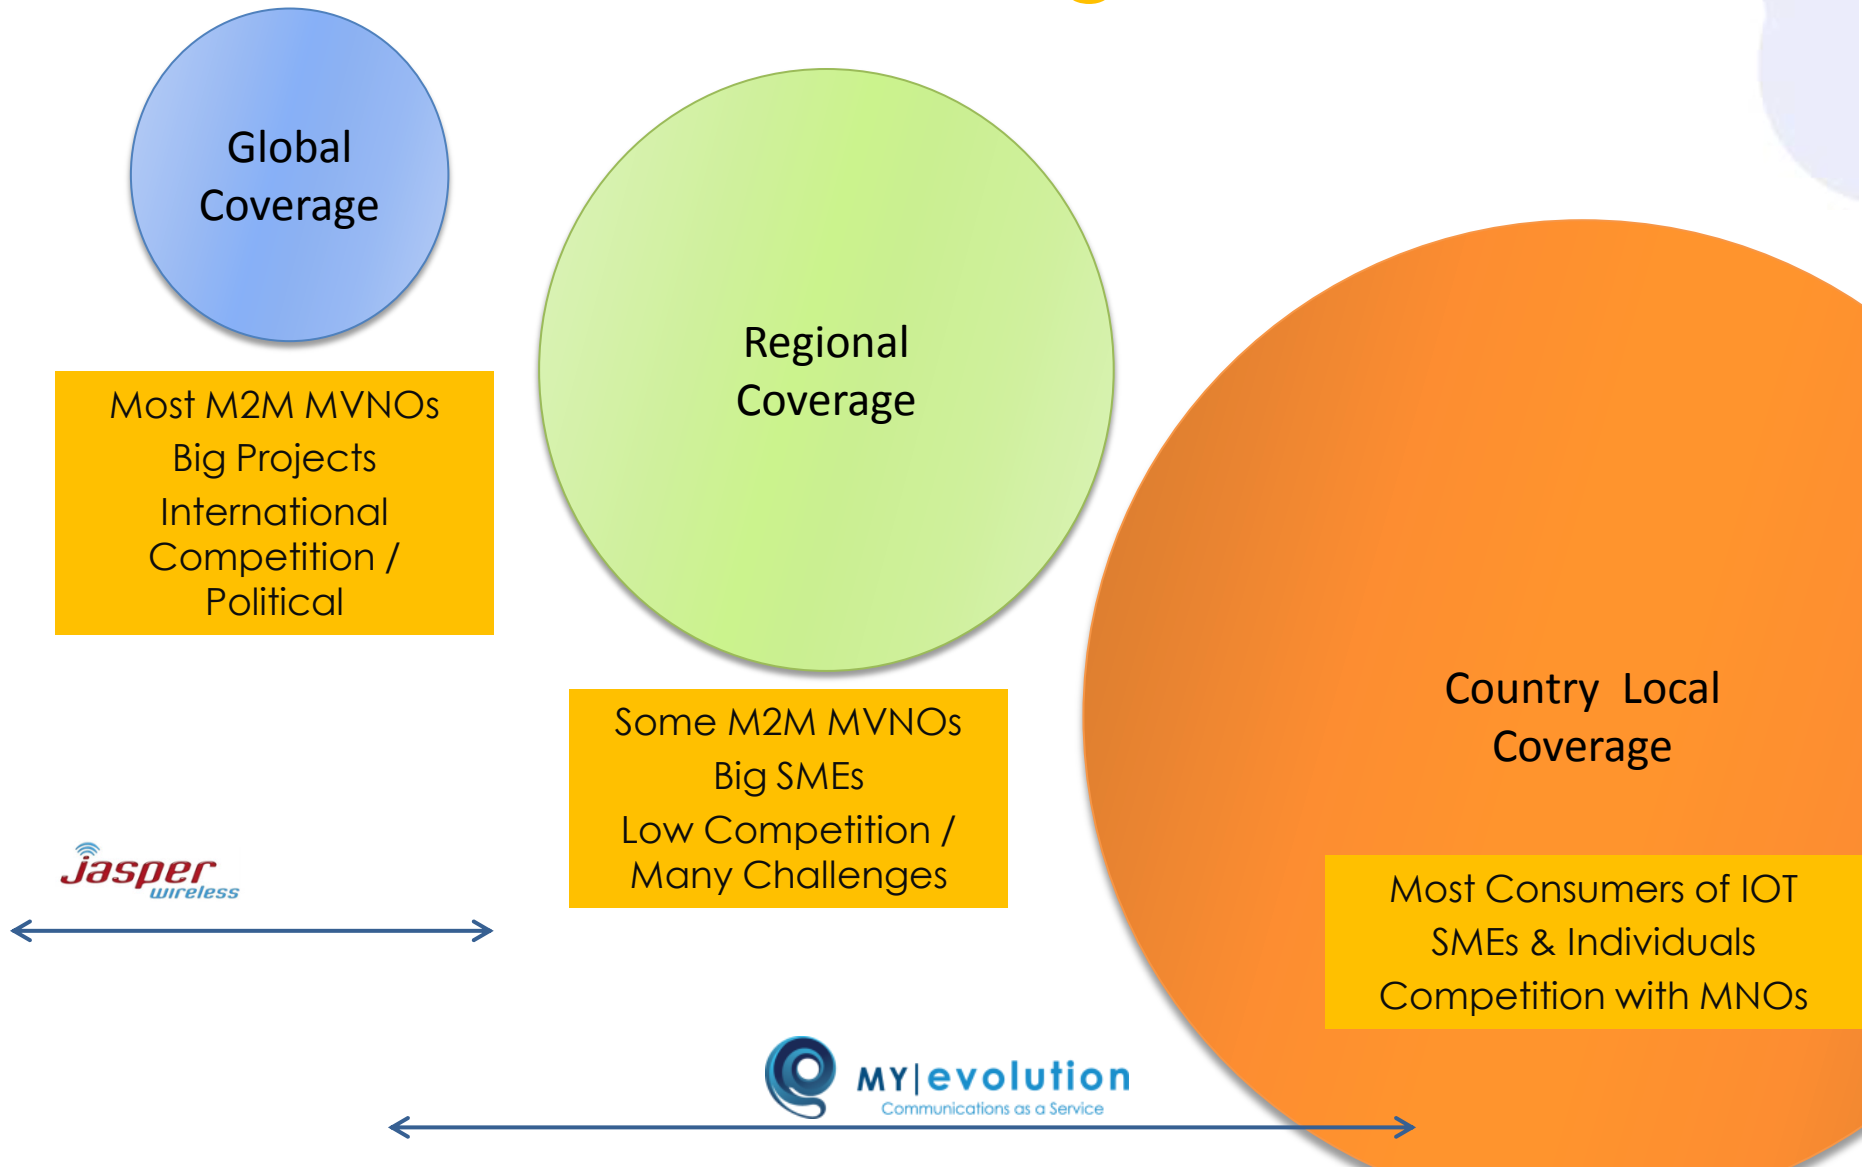 Global
Coverage
Most M2M MVNOs
Big Projects
International
Competition /
Political
Regional
Coverage
Some M2M MVNOs
Big SMEs
Low Competition /
Many Challenges
Country Local
Coverage
Most Consumers of IOT
SMEs & Individuals
Competition with MNOs
jasper
wireless
MY|evolution
Communications as a Service